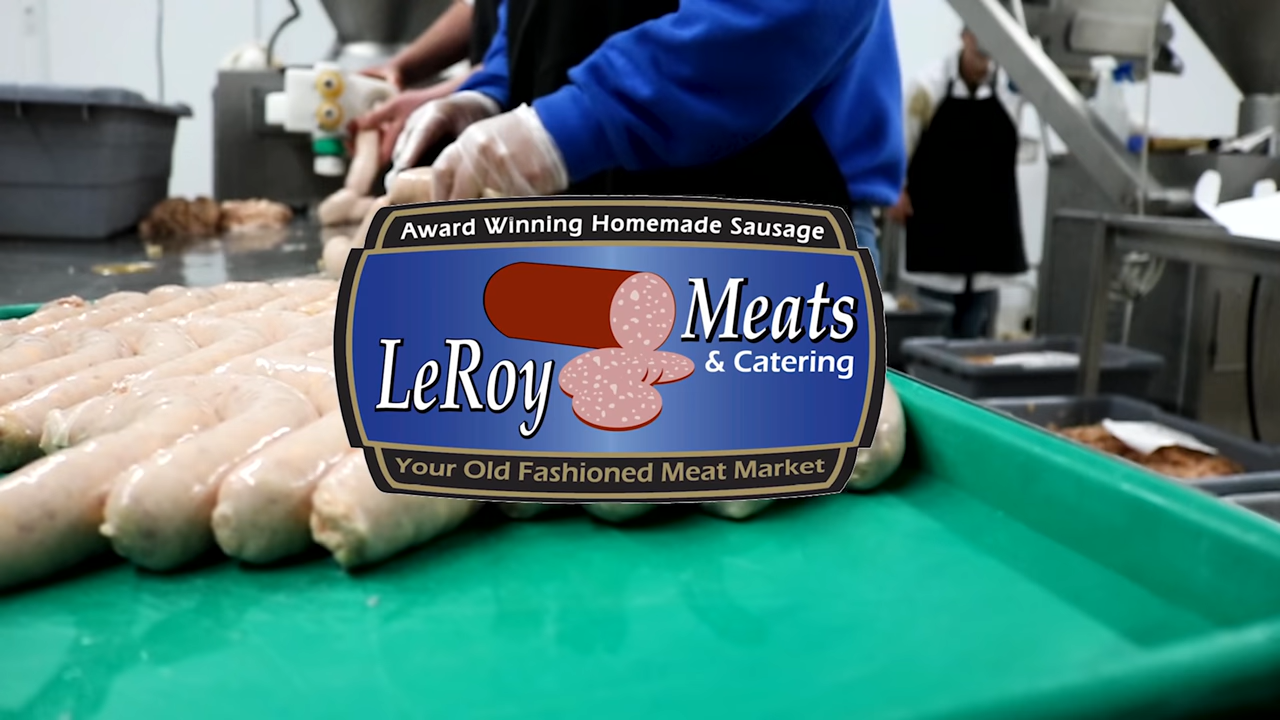 Award Winning Homemade Sausage
LeRoy Meats
& Catering
Your Old Fashioned Meat Market